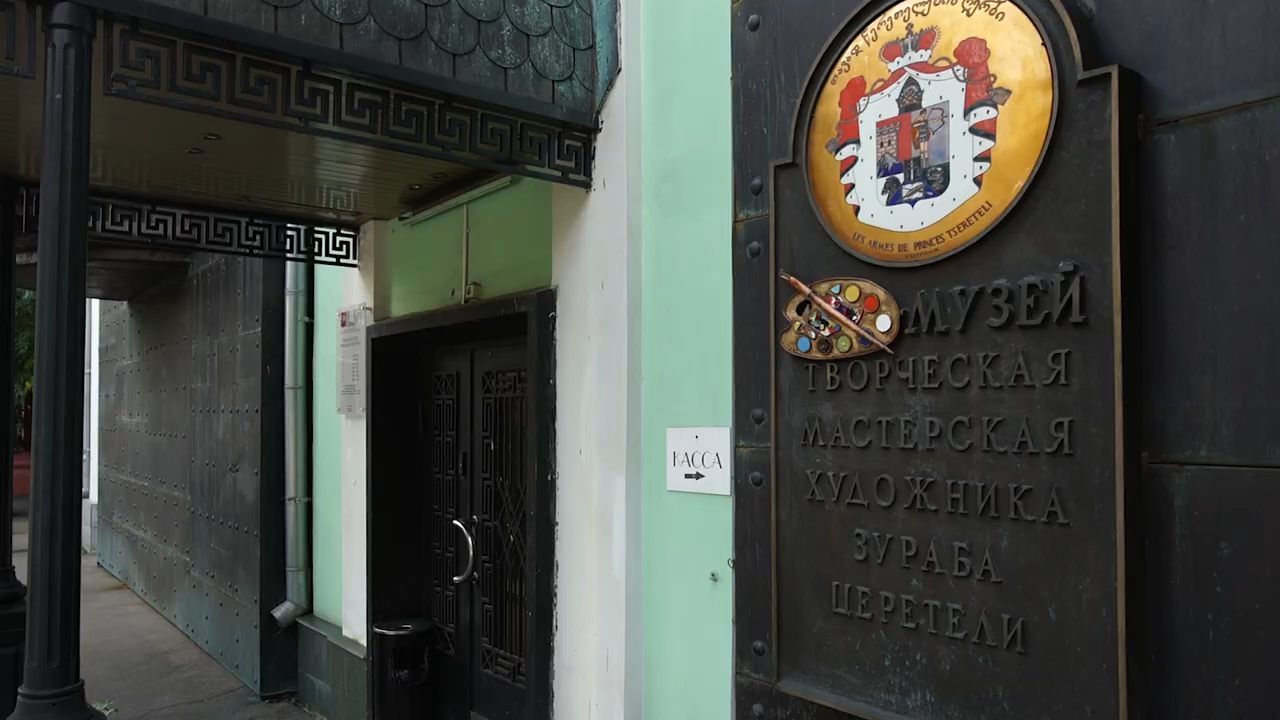 LES ARMES DE PRINCES TSERETELI
МУЗЕЙ
ТВОРЧЕСКАЯ
МАСТЕРСКАЯ
ХУДОЖНИКА
ЗУРАБА
ЦЕРЕТЕЛИ
КАССА